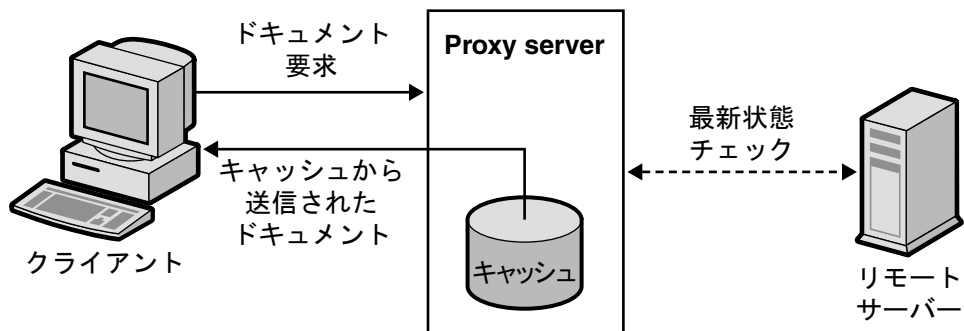 ドキュメント
要求
Proxy server
最新状態
チェック
キャッシュから
送信された
ドキュメント
キャッシュ
クライアント
リモート
サーバー